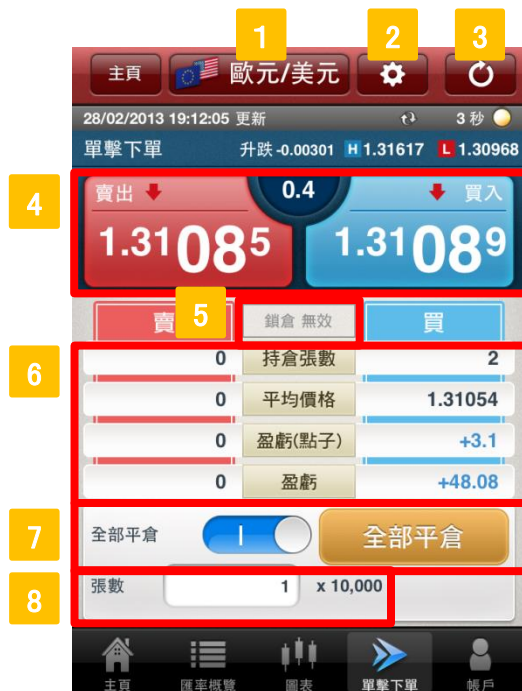 1 2 3
主頁 歐元/美元
28/02/2013 19:12:05 更新 3 秒
單擊下單 升跌 -0.00301 H 1.31617 L 1.30968
4
賣出 0.4 買入
1.31085 1.31089
5
賣 鎖倉 無效 買
6
0 持倉張數 2
0 平均價格 1.31054
0 盈虧(點子) +3.1
0 盈虧 +48.08
7
全部平倉 全部平倉
8
張數 1 x 10,000
主頁 匯率概覽 圖表 單擊下單 帳戶